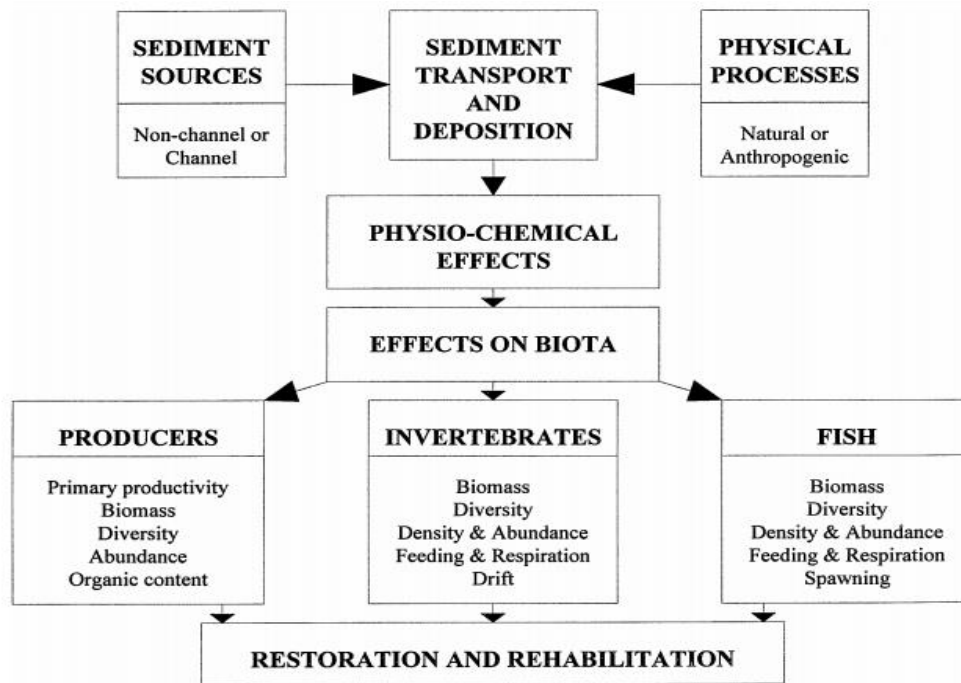 SEDIMENT
SOURCES
Non-channel or
Channel
SEDIMENT
TRANSPORT
AND
DEPOSITION
PHYSICAL
PROCESSES
Natural or
Anthropogenic
PHYSIO-CHEMICAL
EFFECTS
EFFECTS ON BIOTA
PRODUCERS
Primary productivity
Biomass
Diversity
Abundance
Organic content
INVERTEBRATES
Biomass
Diversity
Density & Abundance
Feeding & Respiration
Drift
FISH
Biomass
Diversity
Density & Abundance
Feeding & Respiration
Spawning
RESTORATION AND REHABILITATION